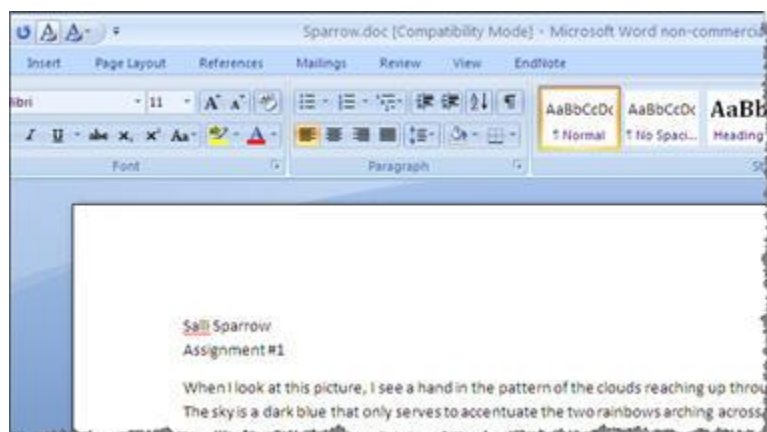 Sparrow.doc [Compatibility Mode] - Microsoft Word non-commercial
Insert Page Layout References Mailings Review View EndNote
11
AaBbCcDc AaBbCcDc AaBb
¶ Normal ¶ No Spaci... Heading
Font Paragraph
Salli Sparrow
Assignment #1
When I look at this picture, I see a hand in the pattern of the clouds reaching up
The sky is a dark blue that only serves to accentuate the two rainbows arching across